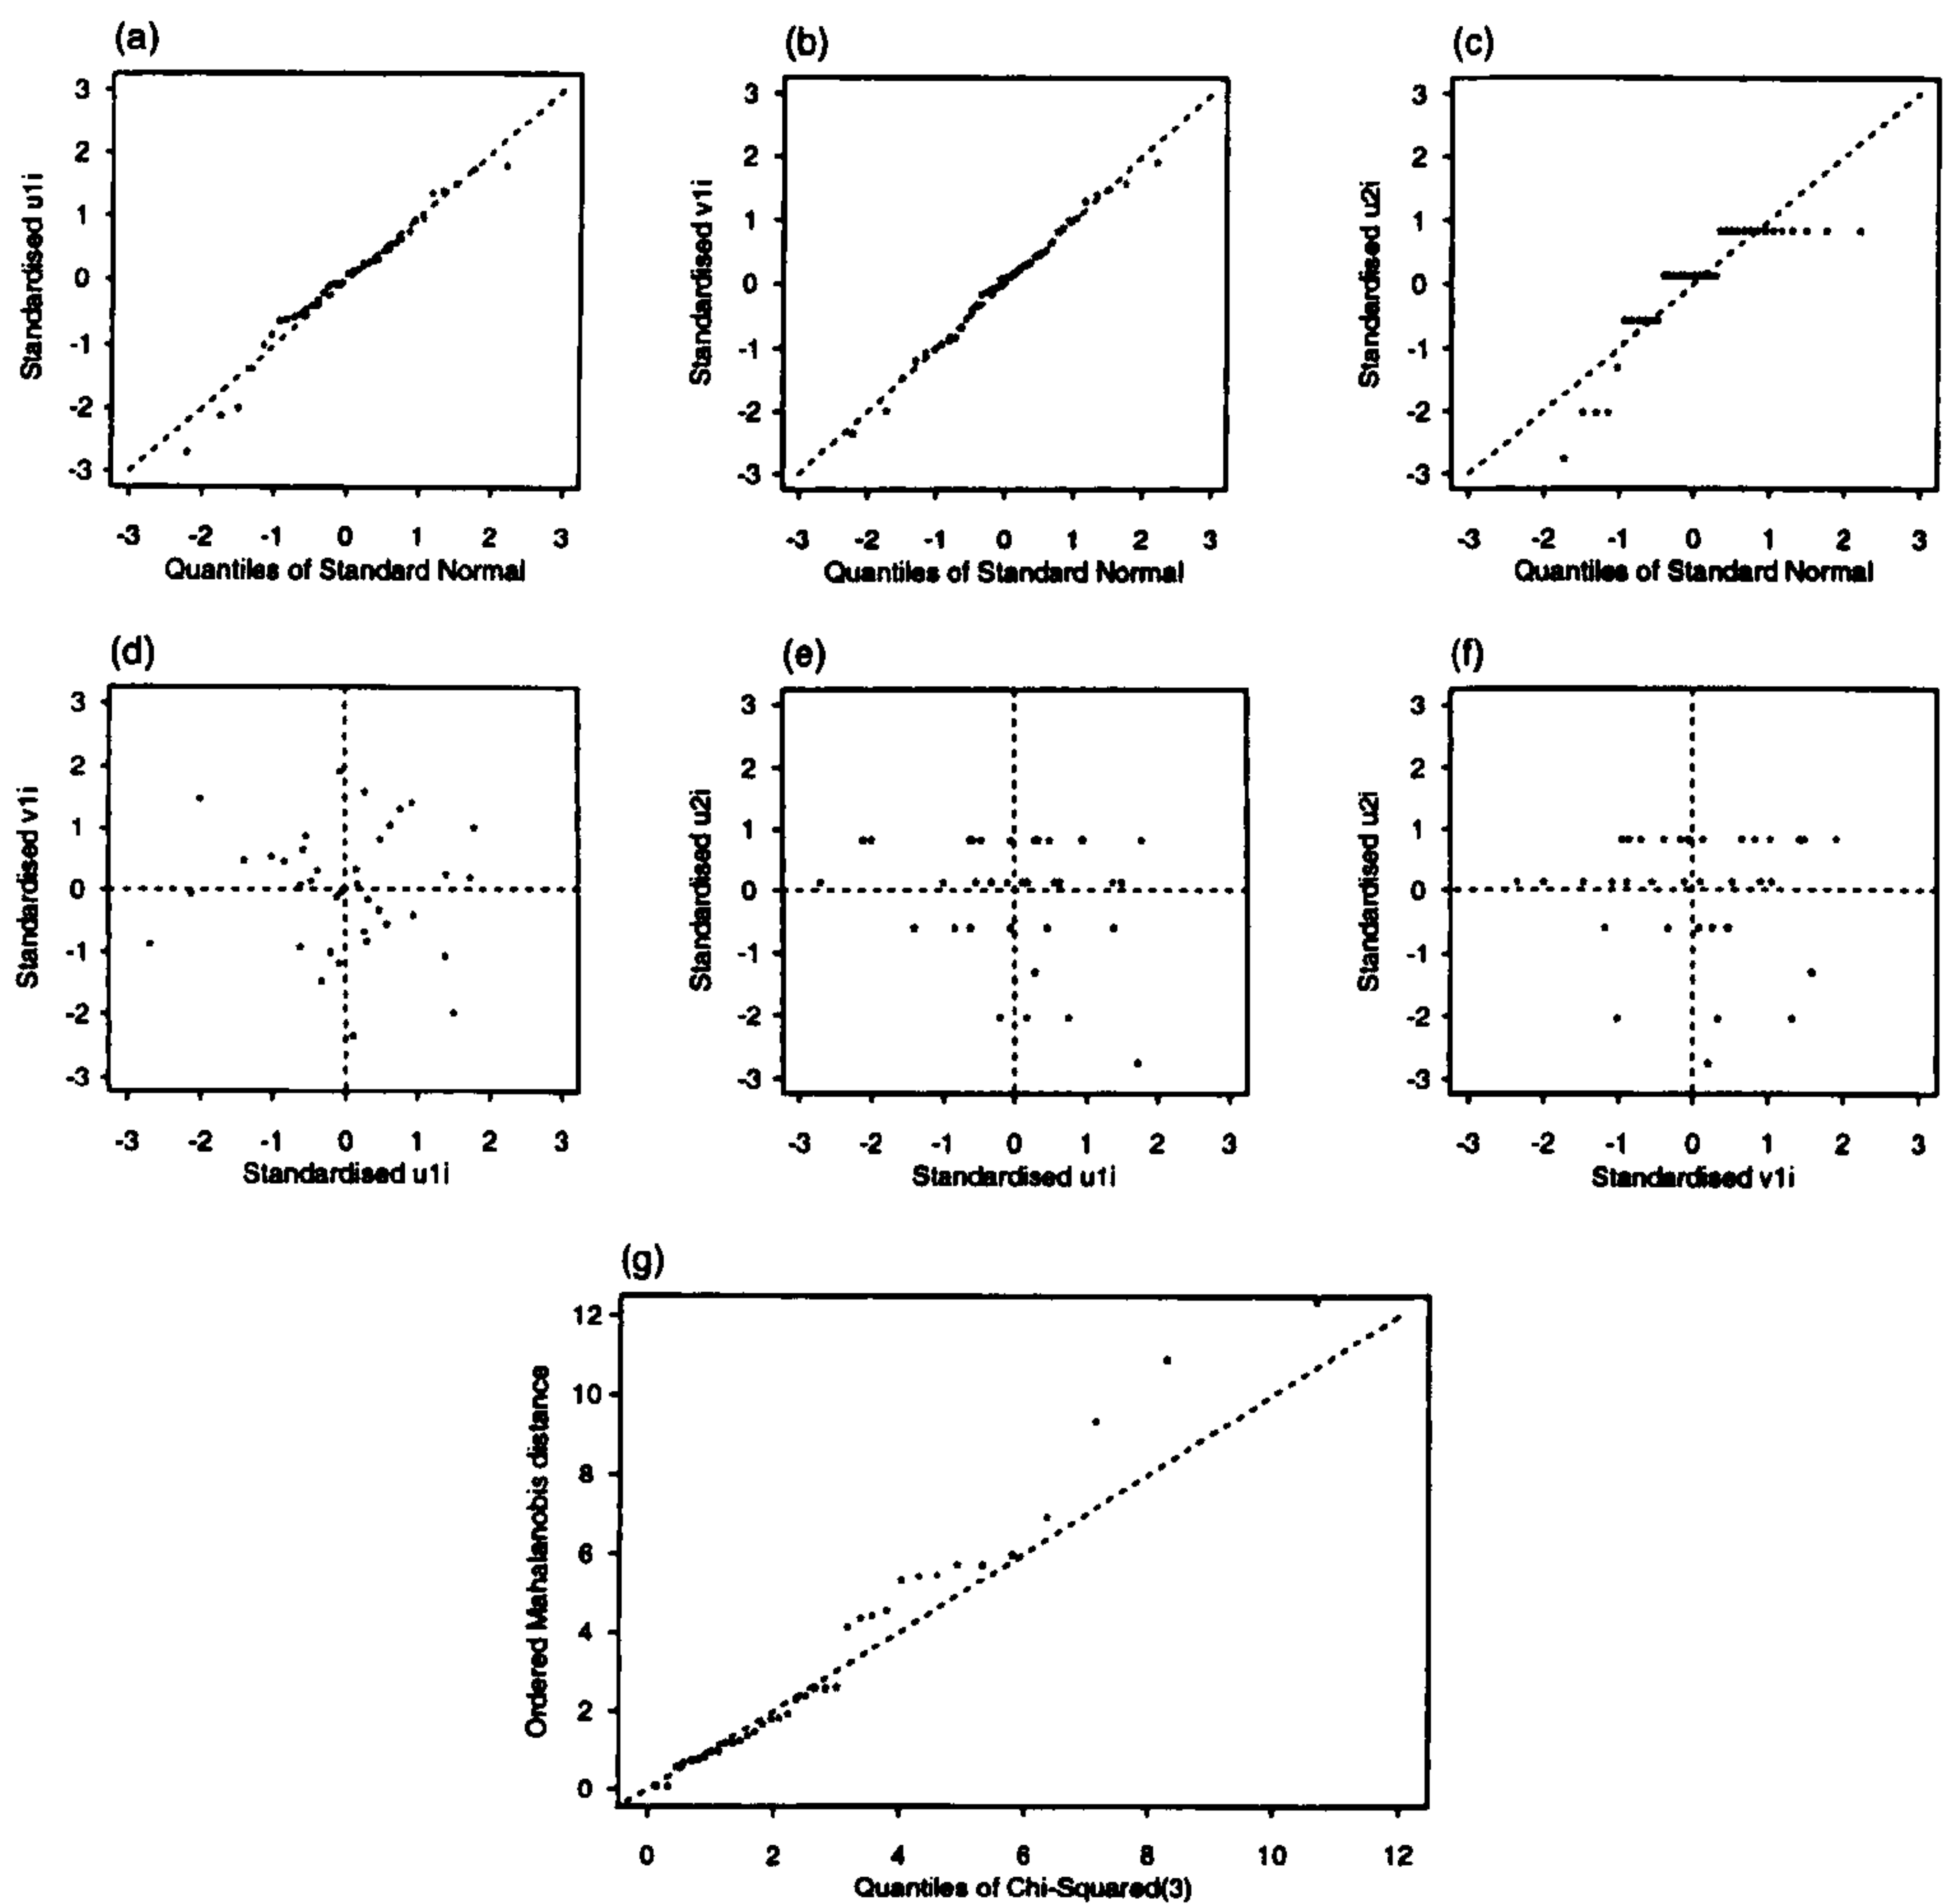 (a)
3
2
1
0
-1
-2
-3
Standardised u1i
-3 -2 -1 0 1 2 3
Quantiles of Standard Normal
(b)
3
2
1
0
-1
-2
-3
Standardised v1i
-3 -2 -1 0 1 2 3
Quantiles of Standard Normal
(c)
3
2
1
0
-1
-2
-3
Standardised u2i
-3 -2 -1 0 1 2 3
Quantiles of Standard Normal
(d)
3
2
1
0
-1
-2
-3
Standardised v1i
-3 -2 -1 0 1 2 3
Standardised u1i
(e)
3
2
1
0
-1
-2
-3
Standardised u2i
-3 -2 -1 0 1 2 3
Standardised u1i
(f)
3
2
1
0
-1
-2
-3
Standardised u2i
-3 -2 -1 0 1 2 3
Standardised v1i
(g)
12
10
8
6
4
2
0
Ordered Mahalanobis distance
0 2 4 6 8 10 12
Quantiles of Chi-Squared(3)